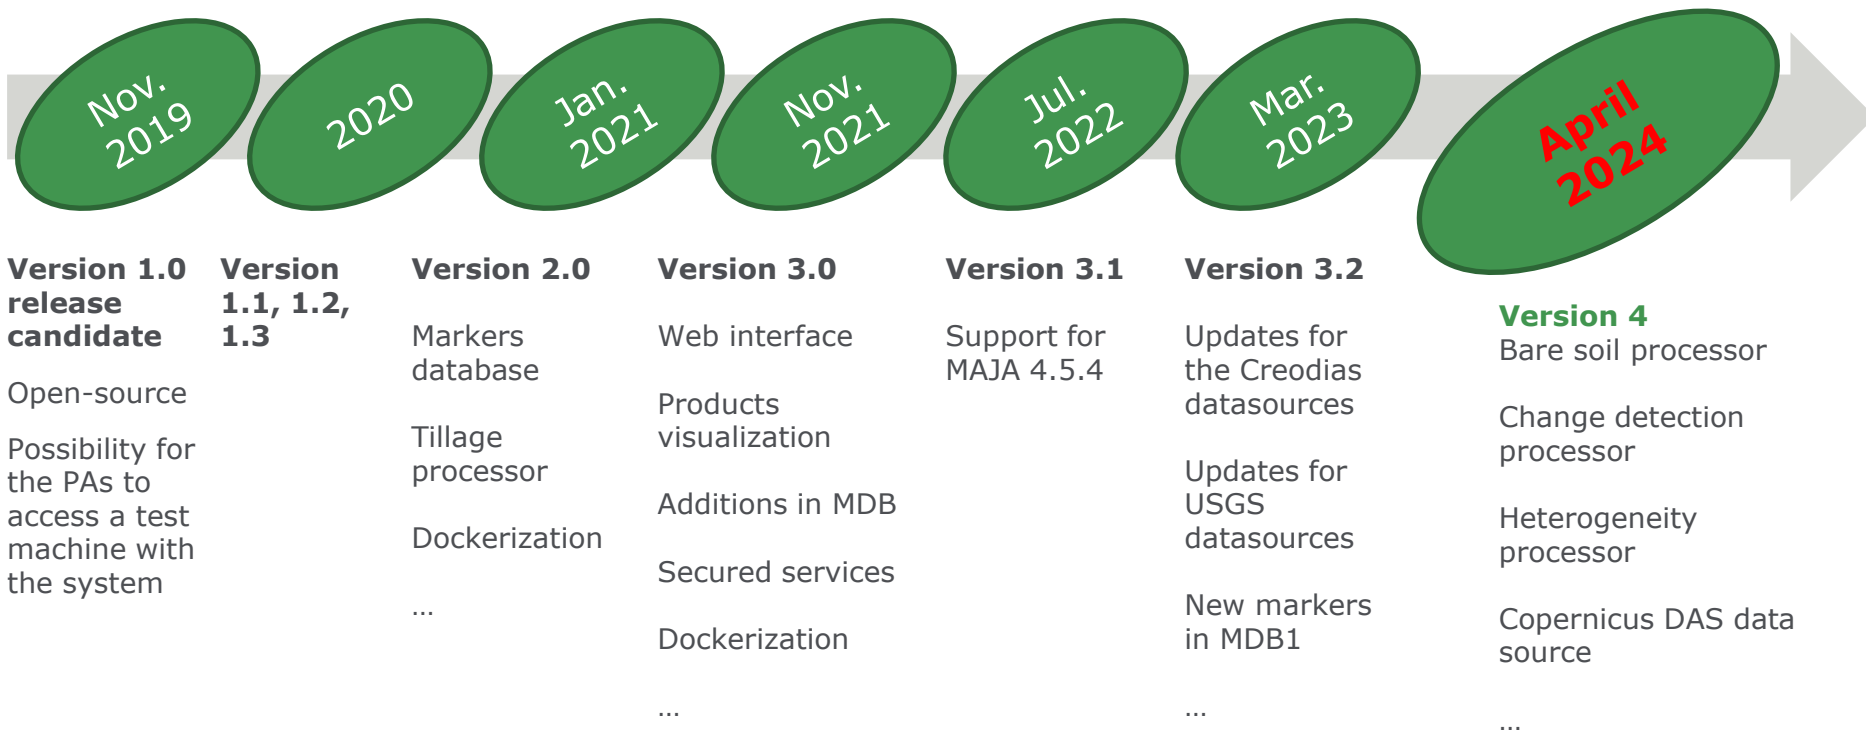 Nov.
2019
2020
Jan.
2021
Nov.
2021
Jul.
2022
Mar.
2023
April
2024
Version 1.0
release
candidate
Open-source
Possibility for
the PAs to
access a test
machine with
the system
Version
1.1, 1.2,
1.3
Version 2.0
Markers
database
Tillage
processor
Dockerization
...
Version 3.0
Web interface
Products
visualization
Additions in MDB
Secured services
Dockerization
...
Version 3.1
Support for
MAJA 4.5.4
Version 3.2
Updates for
the Creodias
datasources
Updates for
USGS
datasources
New markers
in MDB1
...
Version 4
Bare soil processor
Change detection
processor
Heterogeneity
processor
Copernicus DAS data
source
...